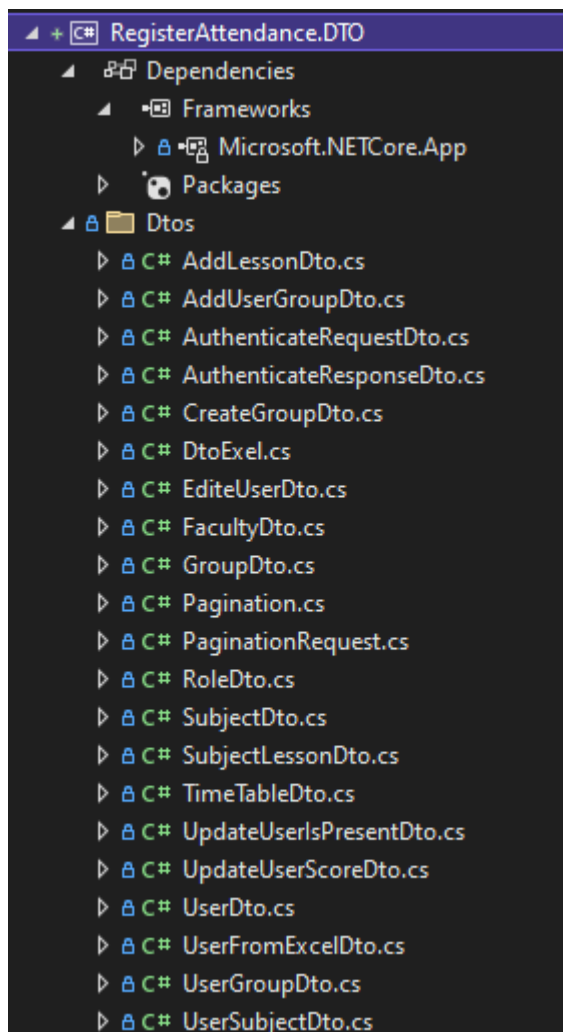 C# RegisterAttendance.DTO
Dependencies
Frameworks
Microsoft.NETCore.App
Packages
Dtos
C# AddLessonDto.cs
C# AddUserGroupDto.cs
C# AuthenticateRequestDto.cs
C# AuthenticateResponseDto.cs
C# CreateGroupDto.cs
C# DtoExel.cs
C# EditeUserDto.cs
C# FacultyDto.cs
C# GroupDto.cs
C# Pagination.cs
C# PaginationRequest.cs
C# RoleDto.cs
C# SubjectDto.cs
C# SubjectLessonDto.cs
C# TimeTableDto.cs
C# UpdateUserIsPresentDto.cs
C# UpdateUserScoreDto.cs
C# UserDto.cs
C# UserFromExcelDto.cs
C# UserGroupDto.cs
C# UserSubjectDto.cs